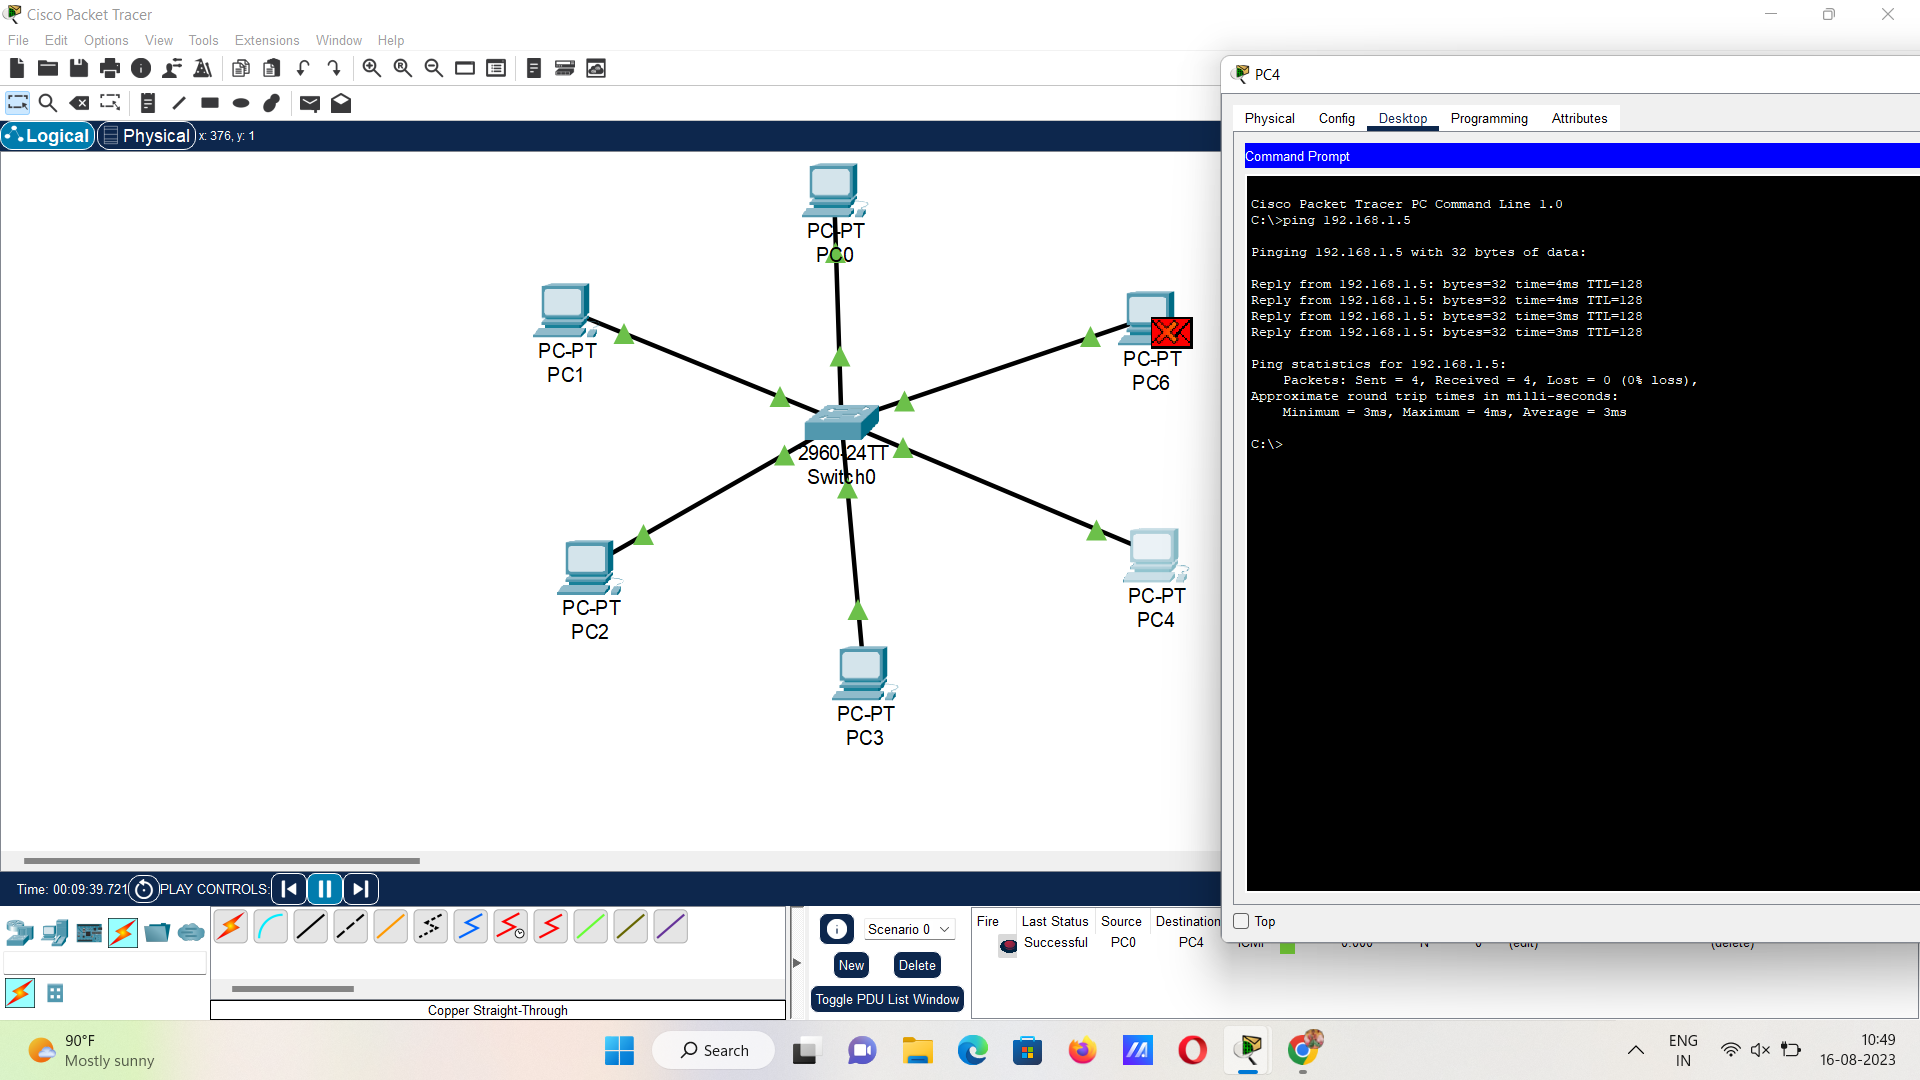 Cisco Packet Tracer
File Edit Options View Tools Extensions Window Help
Logical Physical x: 376, y: 1
PC-PT
PC0
PC-PT
PC1
PC-PT
PC6
2960-24TT
Switch0
PC-PT
PC2
PC-PT
PC4
PC-PT
PC3
PC4
Physical Config Desktop Programming Attributes
Command Prompt
Cisco Packet Tracer PC Command Line 1.0
C:\>ping 192.168.1.5
Pinging 192.168.1.5 with 32 bytes of data:
Reply from 192.168.1.5: bytes=32 time=4ms TTL=128
Reply from 192.168.1.5: bytes=32 time=4ms TTL=128
Reply from 192.168.1.5: bytes=32 time=3ms TTL=128
Reply from 192.168.1.5: bytes=32 time=3ms TTL=128
Ping statistics for 192.168.1.5:
Packets: Sent = 4, Received = 4, Lost = 0 (0% loss),
Approximate round trip times in milli-seconds:
Minimum = 3ms, Maximum = 4ms, Average = 3ms
C:\>
Top
Time: 00:09:39.721 PLAY CONTROLS:
Copper Straight-Through
Scenario 0
New Delete
Toggle PDU List Window
Fire Last Status Source Destination
Successful PC0 PC4 ICMP 0.000 N 0 (edit) (delete)
90°F
Mostly sunny
Search
ENG
IN
10:49
16-08-2023